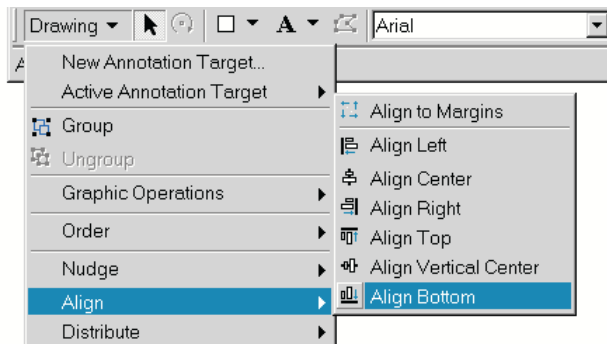 Drawing
A
Arial
A
New Annotation Target...
Active Annotation Target
Group
Ungroup
Graphic Operations
Order
Nudge
Align
Distribute
Align to Margins
Align Left
Align Center
Align Right
Align Top
Align Vertical Center
Align Bottom